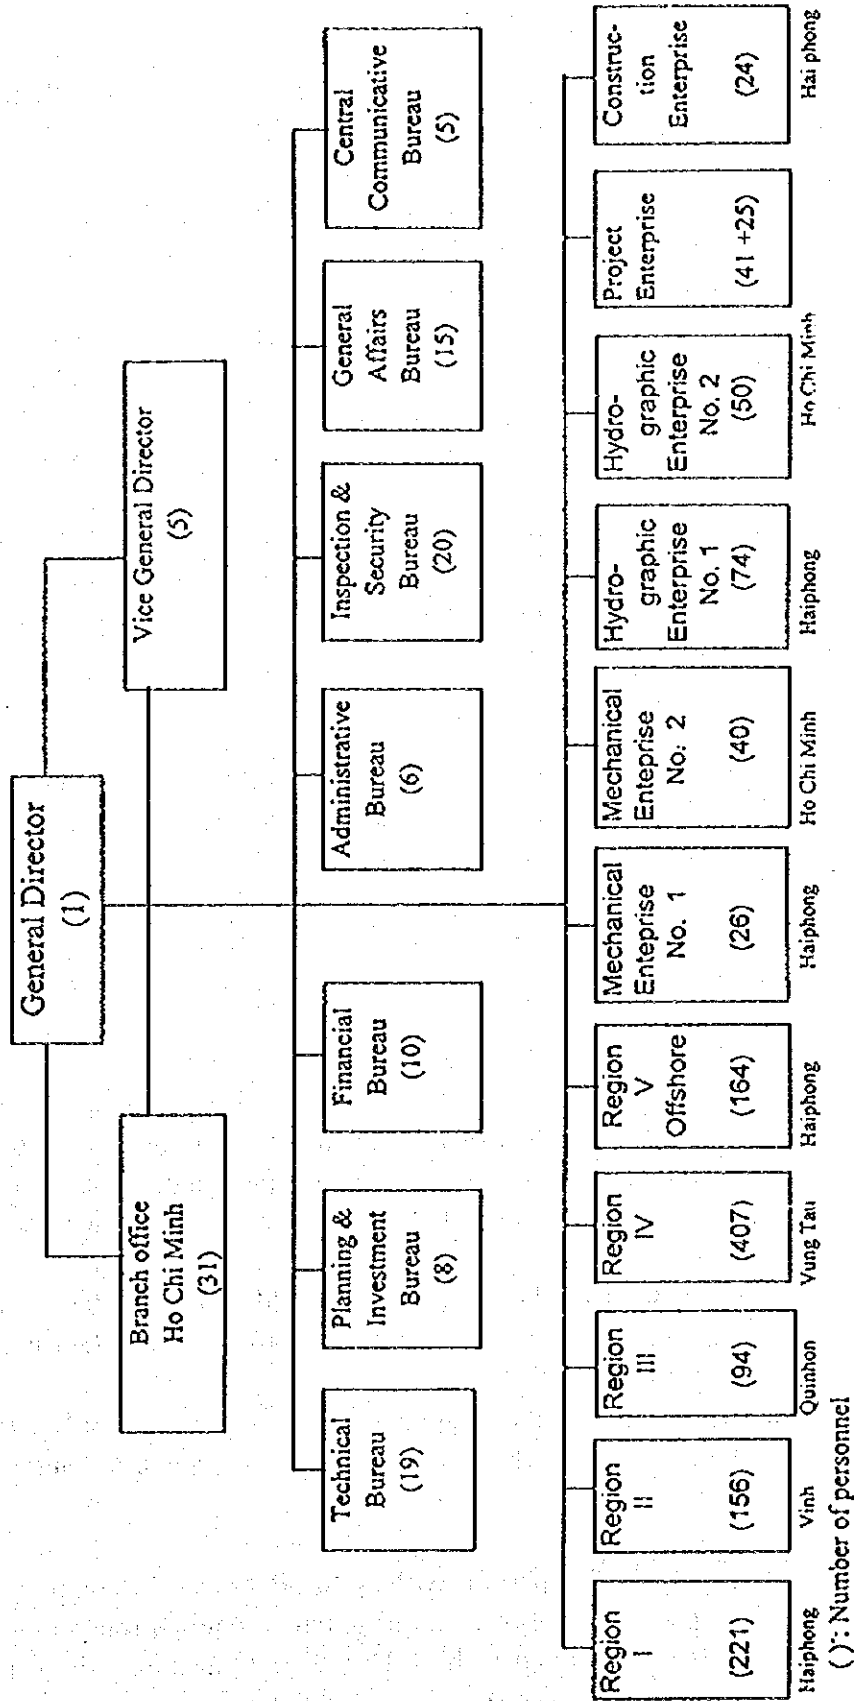 General Director
(1)
Branch office
Ho Chi Minh
(31)
Vice General Director
(5)
Technical
Bureau
(19)
Planning &
Investment
Bureau
(8)
Financial
Bureau
(10)
Administrative
Bureau
(6)
Inspection &
Security
Bureau
(20)
General
Affairs
Bureau
(15)
Central
Communicative
Bureau
(5)
Region
I
(221)
Haiphong
Region
II
(156)
Vinh
Region
III
(94)
Quinhon
Region
IV
(407)
Vung Tau
Region
V
Offshore
(164)
Haiphong
Mechanical
Enteprise
No. 1
(26)
Haiphong
Mechanical
Enteprise
No. 2
(40)
Ho Chi Minh
Hydro-
graphic
Enterprise
No. 1
(74)
Haiphong
Hydro-
graphic
Enterprise
No. 2
(50)
Ho Chi Minh
Project
Enterprise
(41 +25)
Construc-
tion
Enterprise
(24)
Hai phong
( ): Number of personnel